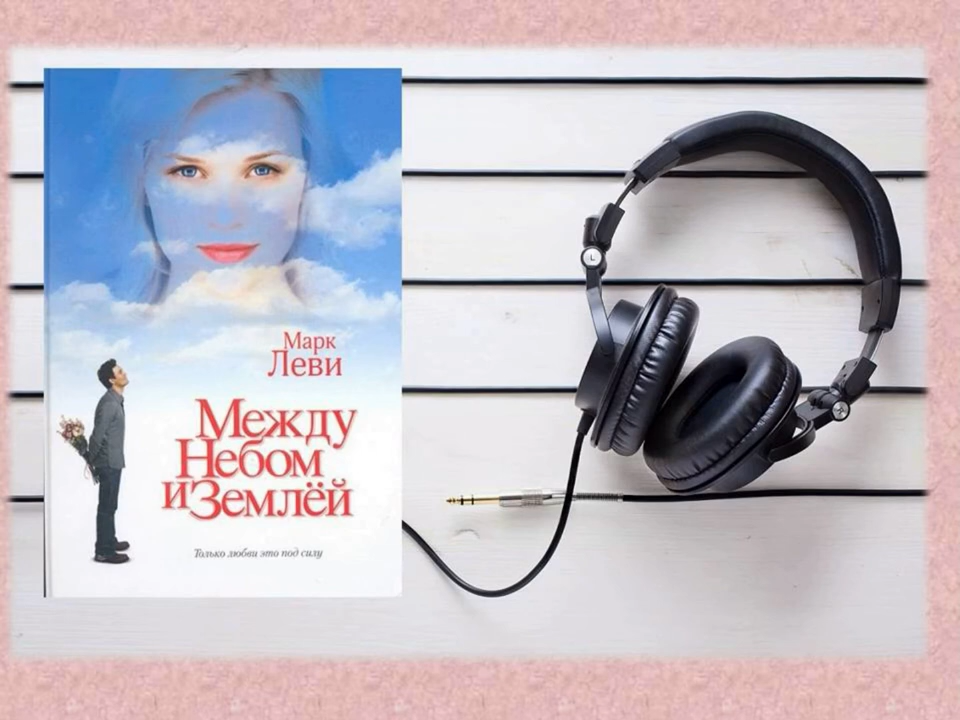 Марк
Леви
Между
Небом
и Землёй
Только любви это под силу
L